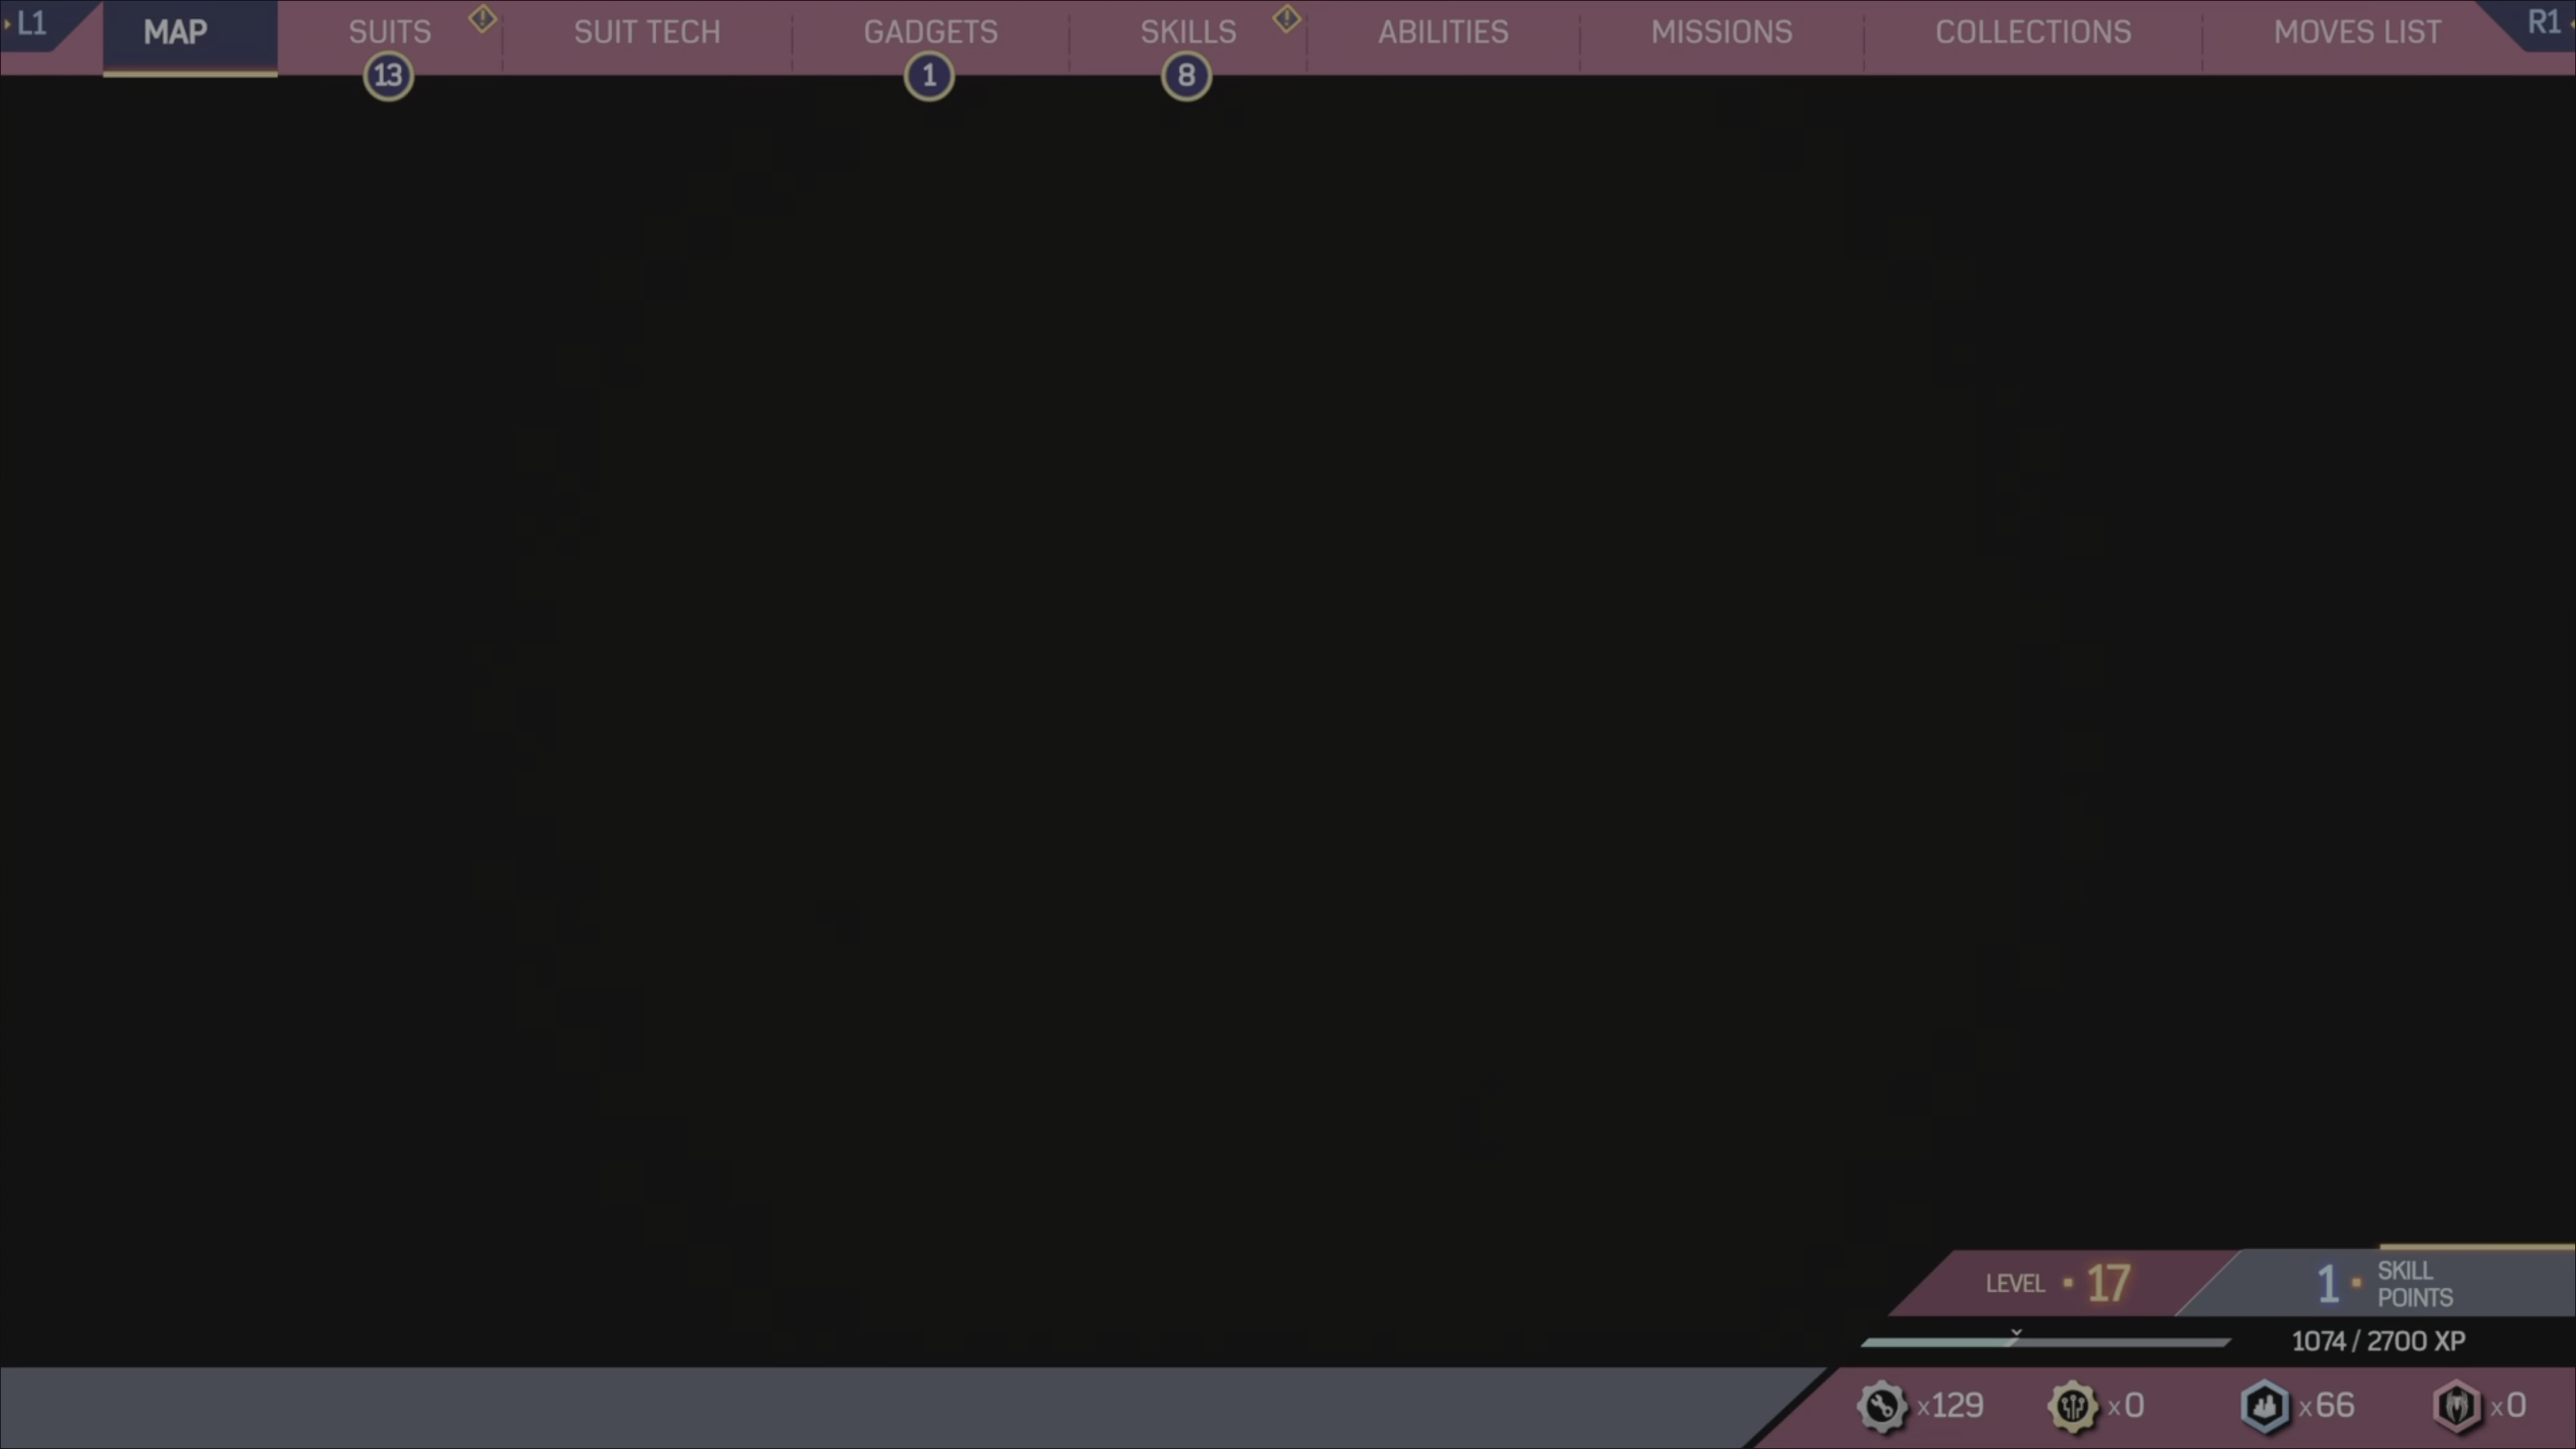 L1 MAP SUITS SUIT TECH GADGETS SKILLS ABILITIES MISSIONS COLLECTIONS MOVES LIST R1
13 1 8
LEVEL 17 1 SKILL POINTS
1074 / 2700 XP
x129 x0 x66 x0